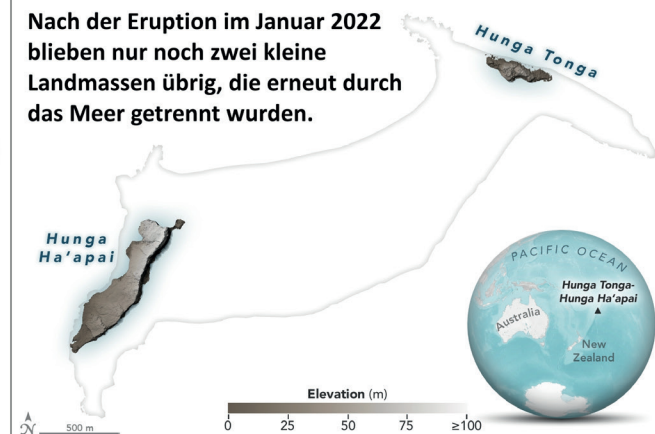 Nach der Eruption im Januar 2022
blieben nur noch zwei kleine
Landmassen übrig, die erneut durch
das Meer getrennt wurden.
Hunga Tonga
Hunga
Ha‘apai
PACIFIC OCEAN
Hunga Tonga-
Hunga Ha‘apai
Australia
New
Zealand
Elevation (m)
0 25 50 75 ≥100
N 500 m